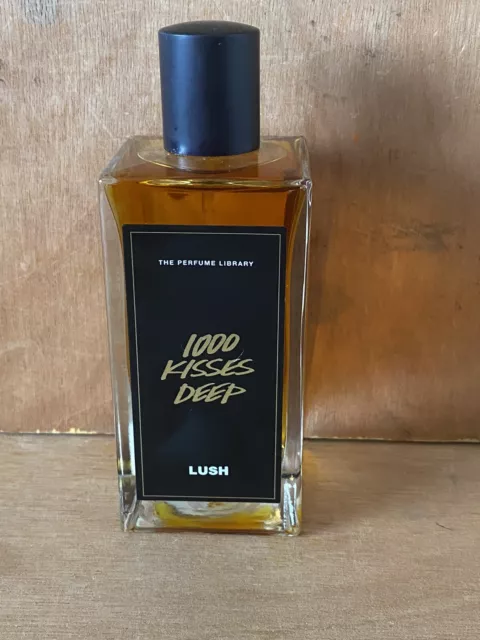 THE PERFUME LIBRARY
1000
KISSES
DEEP
LUSH